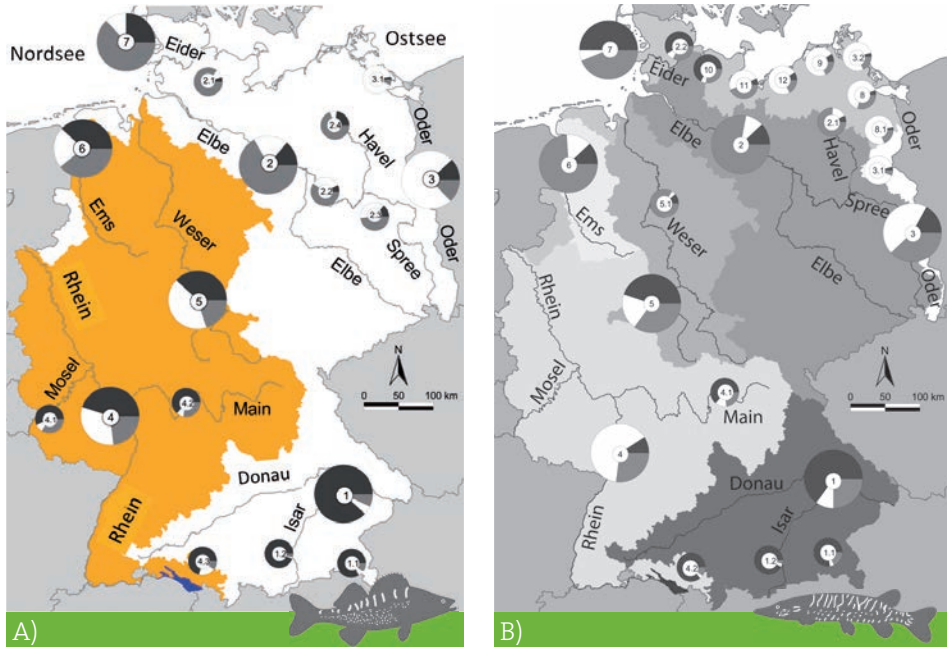 Nordsee
7
Eider
Ostsee
2.1
3.1
Oder
2.4
Havel
6
Elbe
2
3
2.2
2.3
Ems
Weser
Spree
Oder
Elbe
Rhein
5
N
0 50 100 km
Mosel
4.1
4
4.2
Main
Donau
1
Rhein
Isar
4.3
1.2
1.1
A)
7
2.2
Eider
10
11
12
9
3.2
8
Oder
2.1
8.1
Elbe
2
Havel
6
3.1
5.1
Spree
3
Ems
Weser
Elbe
Oder
Rhein
5
N
0 50 100 km
Mosel
4.1
Main
4
Donau
1
Rhein
Isar
4.2
1.2
1.1
B)